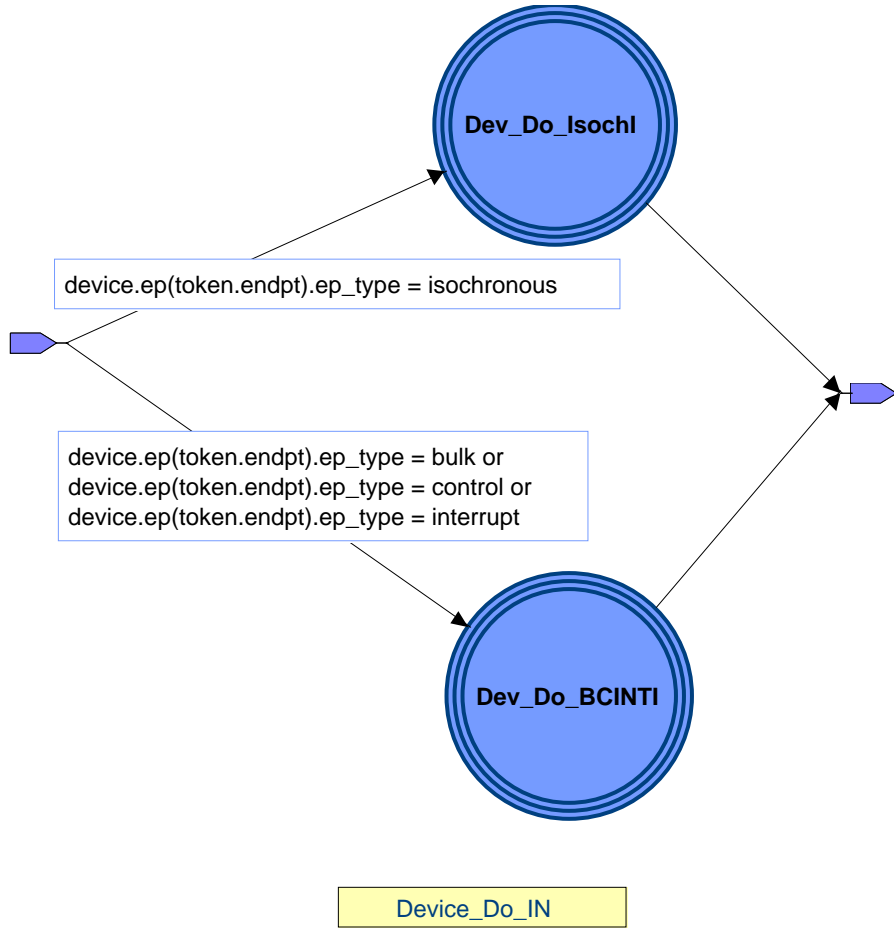 Dev_Do_IsochI
device.ep(token.endpt).ep_type = isochronous
device.ep(token.endpt).ep_type = bulk or
device.ep(token.endpt).ep_type = control or
device.ep(token.endpt).ep_type = interrupt
Dev_Do_BCINTI
Device_Do_IN